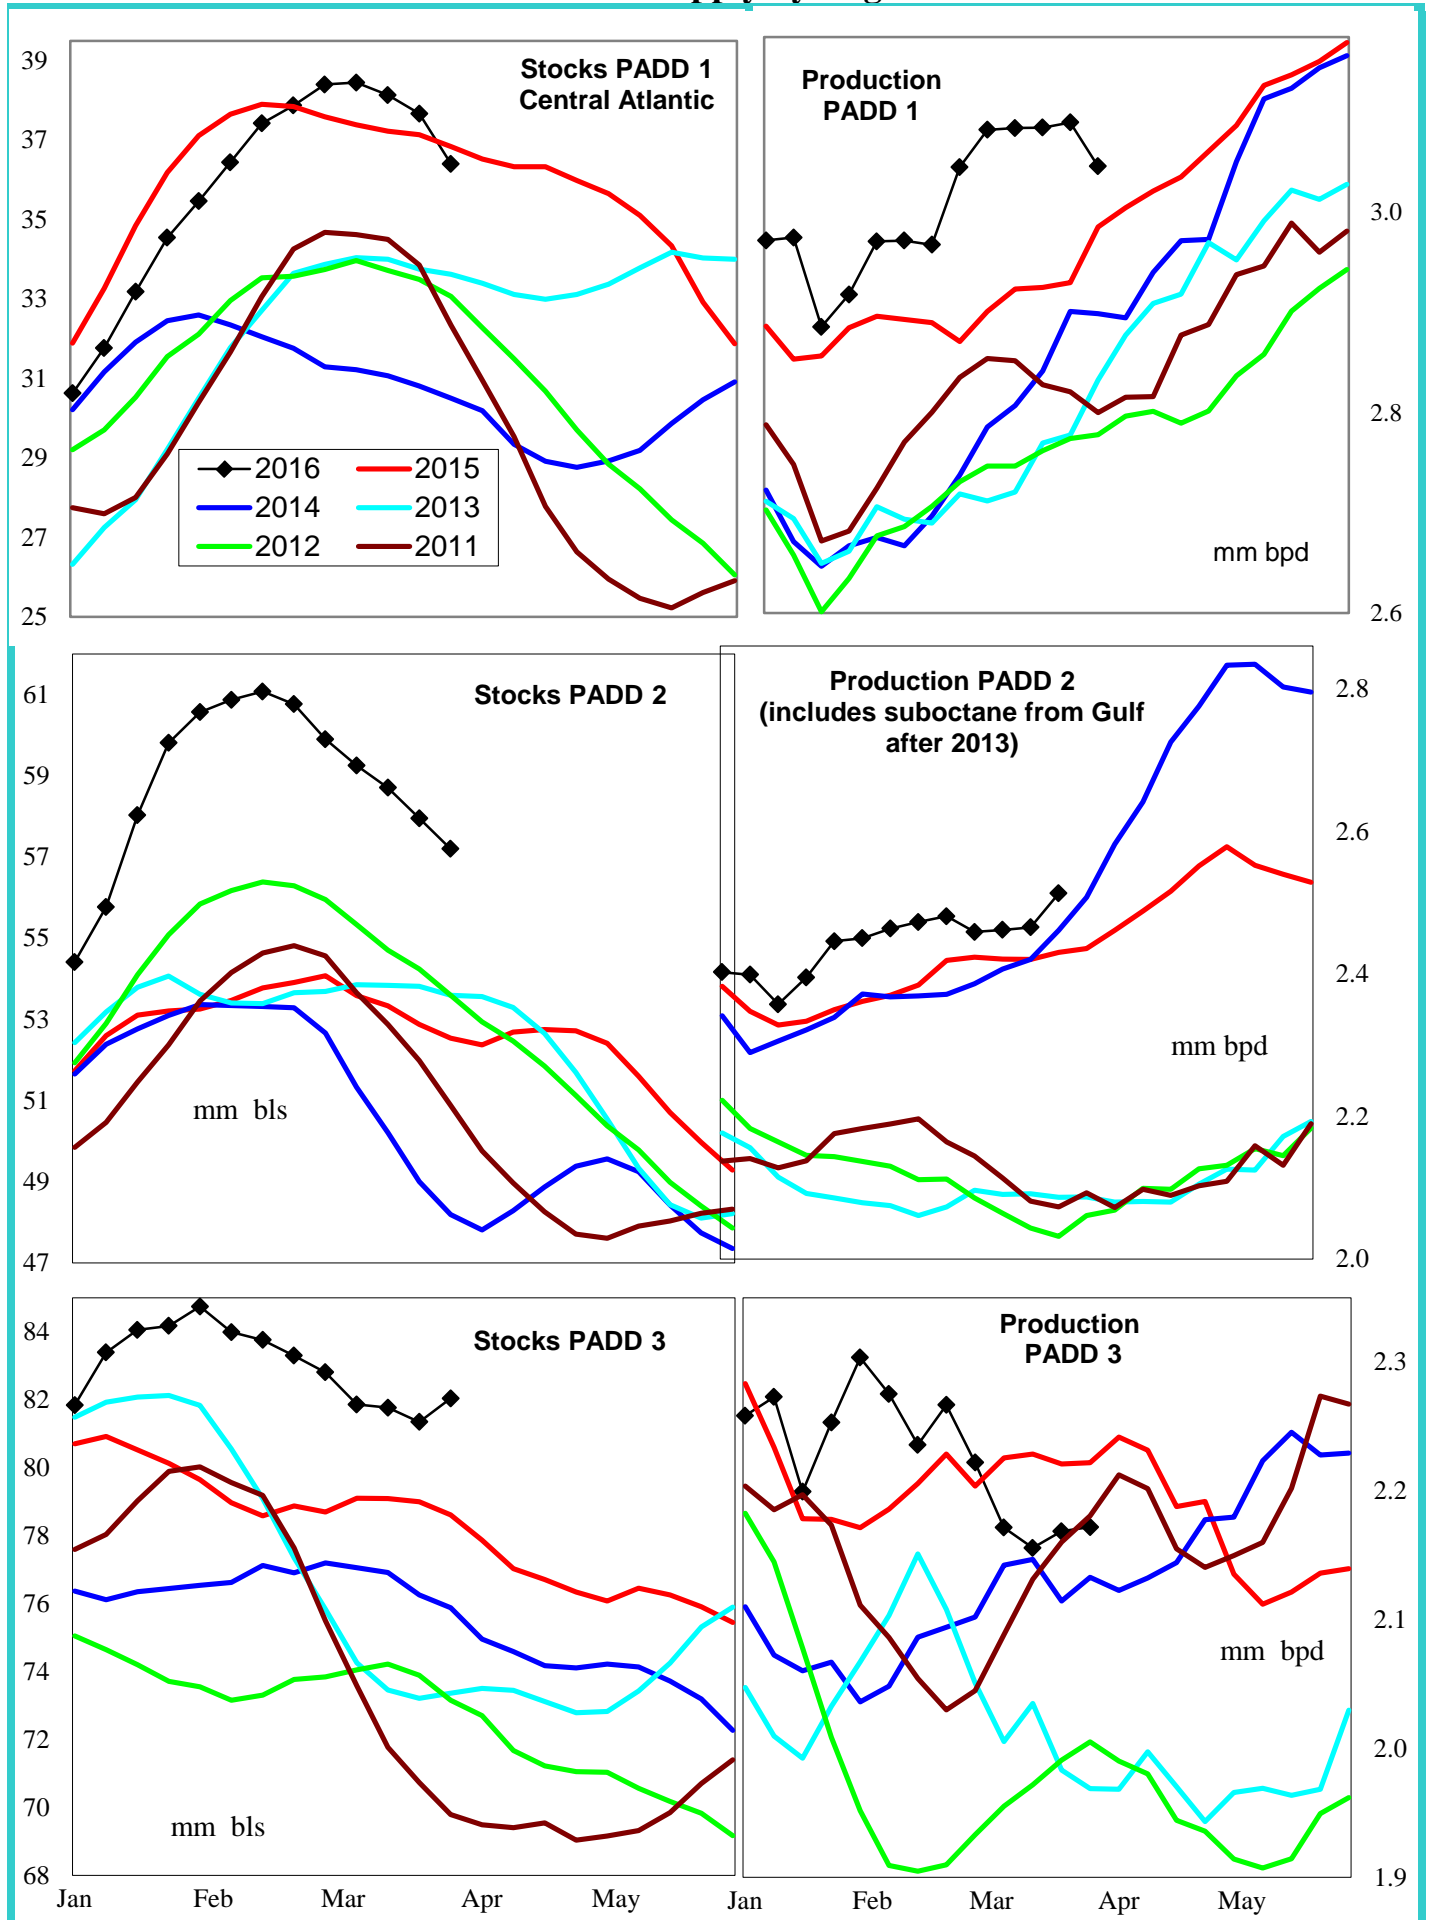 Stocks PADD 1
Central Atlantic
39
37
35
33
31
29
27
25
2016
2015
2014
2013
2012
2011
Production
PADD 1
3.0
2.8
2.6
mm bpd
Stocks PADD 2
61
59
57
55
53
51
49
47
mm bls
Production PADD 2
(includes suboctane from Gulf
after 2013)
2.8
2.6
2.4
2.2
2.0
mm bpd
Stocks PADD 3
84
82
80
78
76
74
72
70
68
mm bls
Jan Feb Mar Apr May
Production
PADD 3
2.3
2.2
2.1
2.0
1.9
mm bpd
Jan Feb Mar Apr May